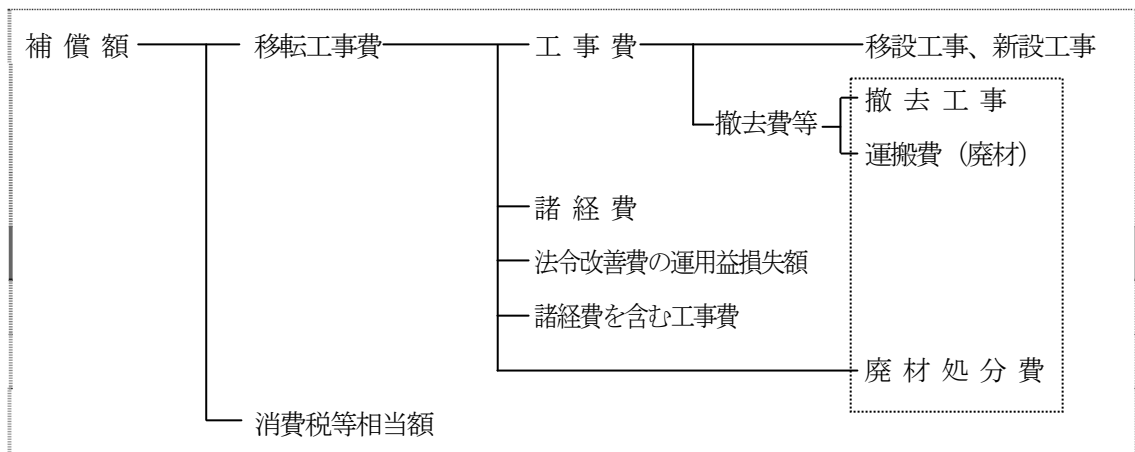 補償額 移転工事費 工事費 移設工事、新設工事
撤去工事
撤去費等
運搬費（廃材）
諸経費
法令改善費の運用益損失額
諸経費を含む工事費
廃材処分費
消費税等相当額